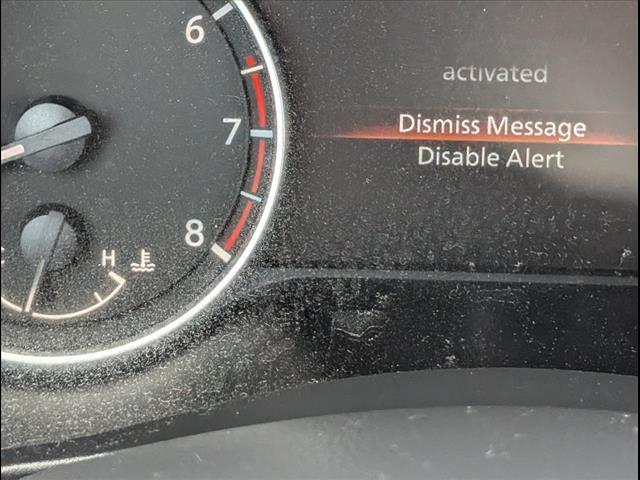 6
7
8
C
H
activated
Dismiss Message
Disable Alert